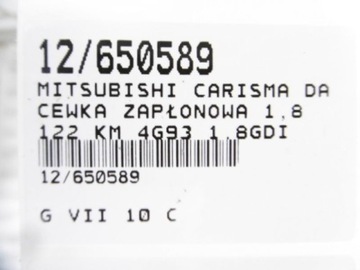 12/650589
MITSUBISHI CARISMA DA
CEWKA ZAPŁONOWA 1,8
122 KM 4G93 1.8GDI
12/650589
G VII 10 C